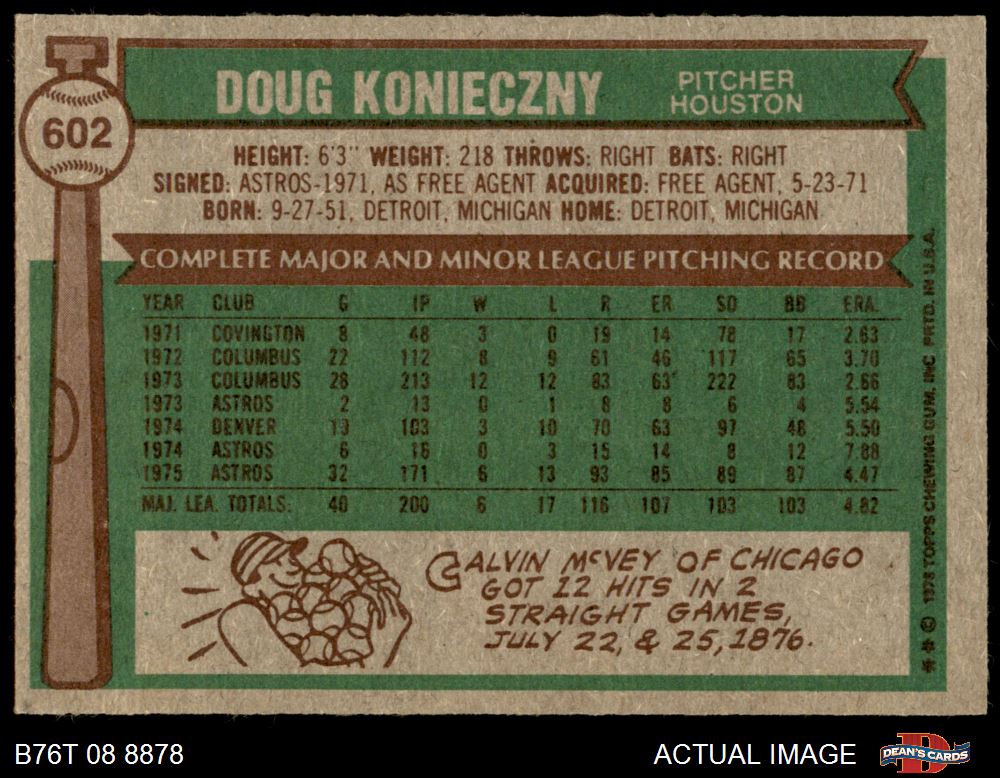 602
DOUG KONIECZNY
PITCHER
HOUSTON
HEIGHT: 6'3" WEIGHT: 218 THROWS: RIGHT BATS: RIGHT
SIGNED: ASTROS-1971, AS FREE AGENT ACQUIRED: FREE AGENT, 5-23-71
BORN: 9-27-51, DETROIT, MICHIGAN HOME: DETROIT, MICHIGAN
COMPLETE MAJOR AND MINOR LEAGUE PITCHING RECORD
YEAR CLUB G IP W L R ER SO BB ERA.
1971 COVINGTON 8 48 3 0 19 14 78 17 2.63
1972 COLUMBUS 22 112 8 9 61 46 117 65 3.70
1973 COLUMBUS 28 213 12 12 83 63 222 83 2.66
1973 ASTROS 2 13 0 1 8 8 6 4 5.54
1974 DENVER 19 103 3 10 70 63 97 48 5.50
1974 ASTROS 6 16 0 3 15 14 8 12 7.88
1975 ASTROS 32 171 6 13 93 85 89 87 4.47
MAJ. LEA. TOTALS: 40 200 6 17 116 107 103 103 4.82
CALVIN McVEY OF CHICAGO
GOT 12 HITS IN 2
STRAIGHT GAMES,
JULY 22, & 25, 1876.
** © 1976 TOPPS CHEWING GUM, INC PRTD. IN U.S.A.
B76T 08 8878
ACTUAL IMAGE
D
DEAN'S CARDS